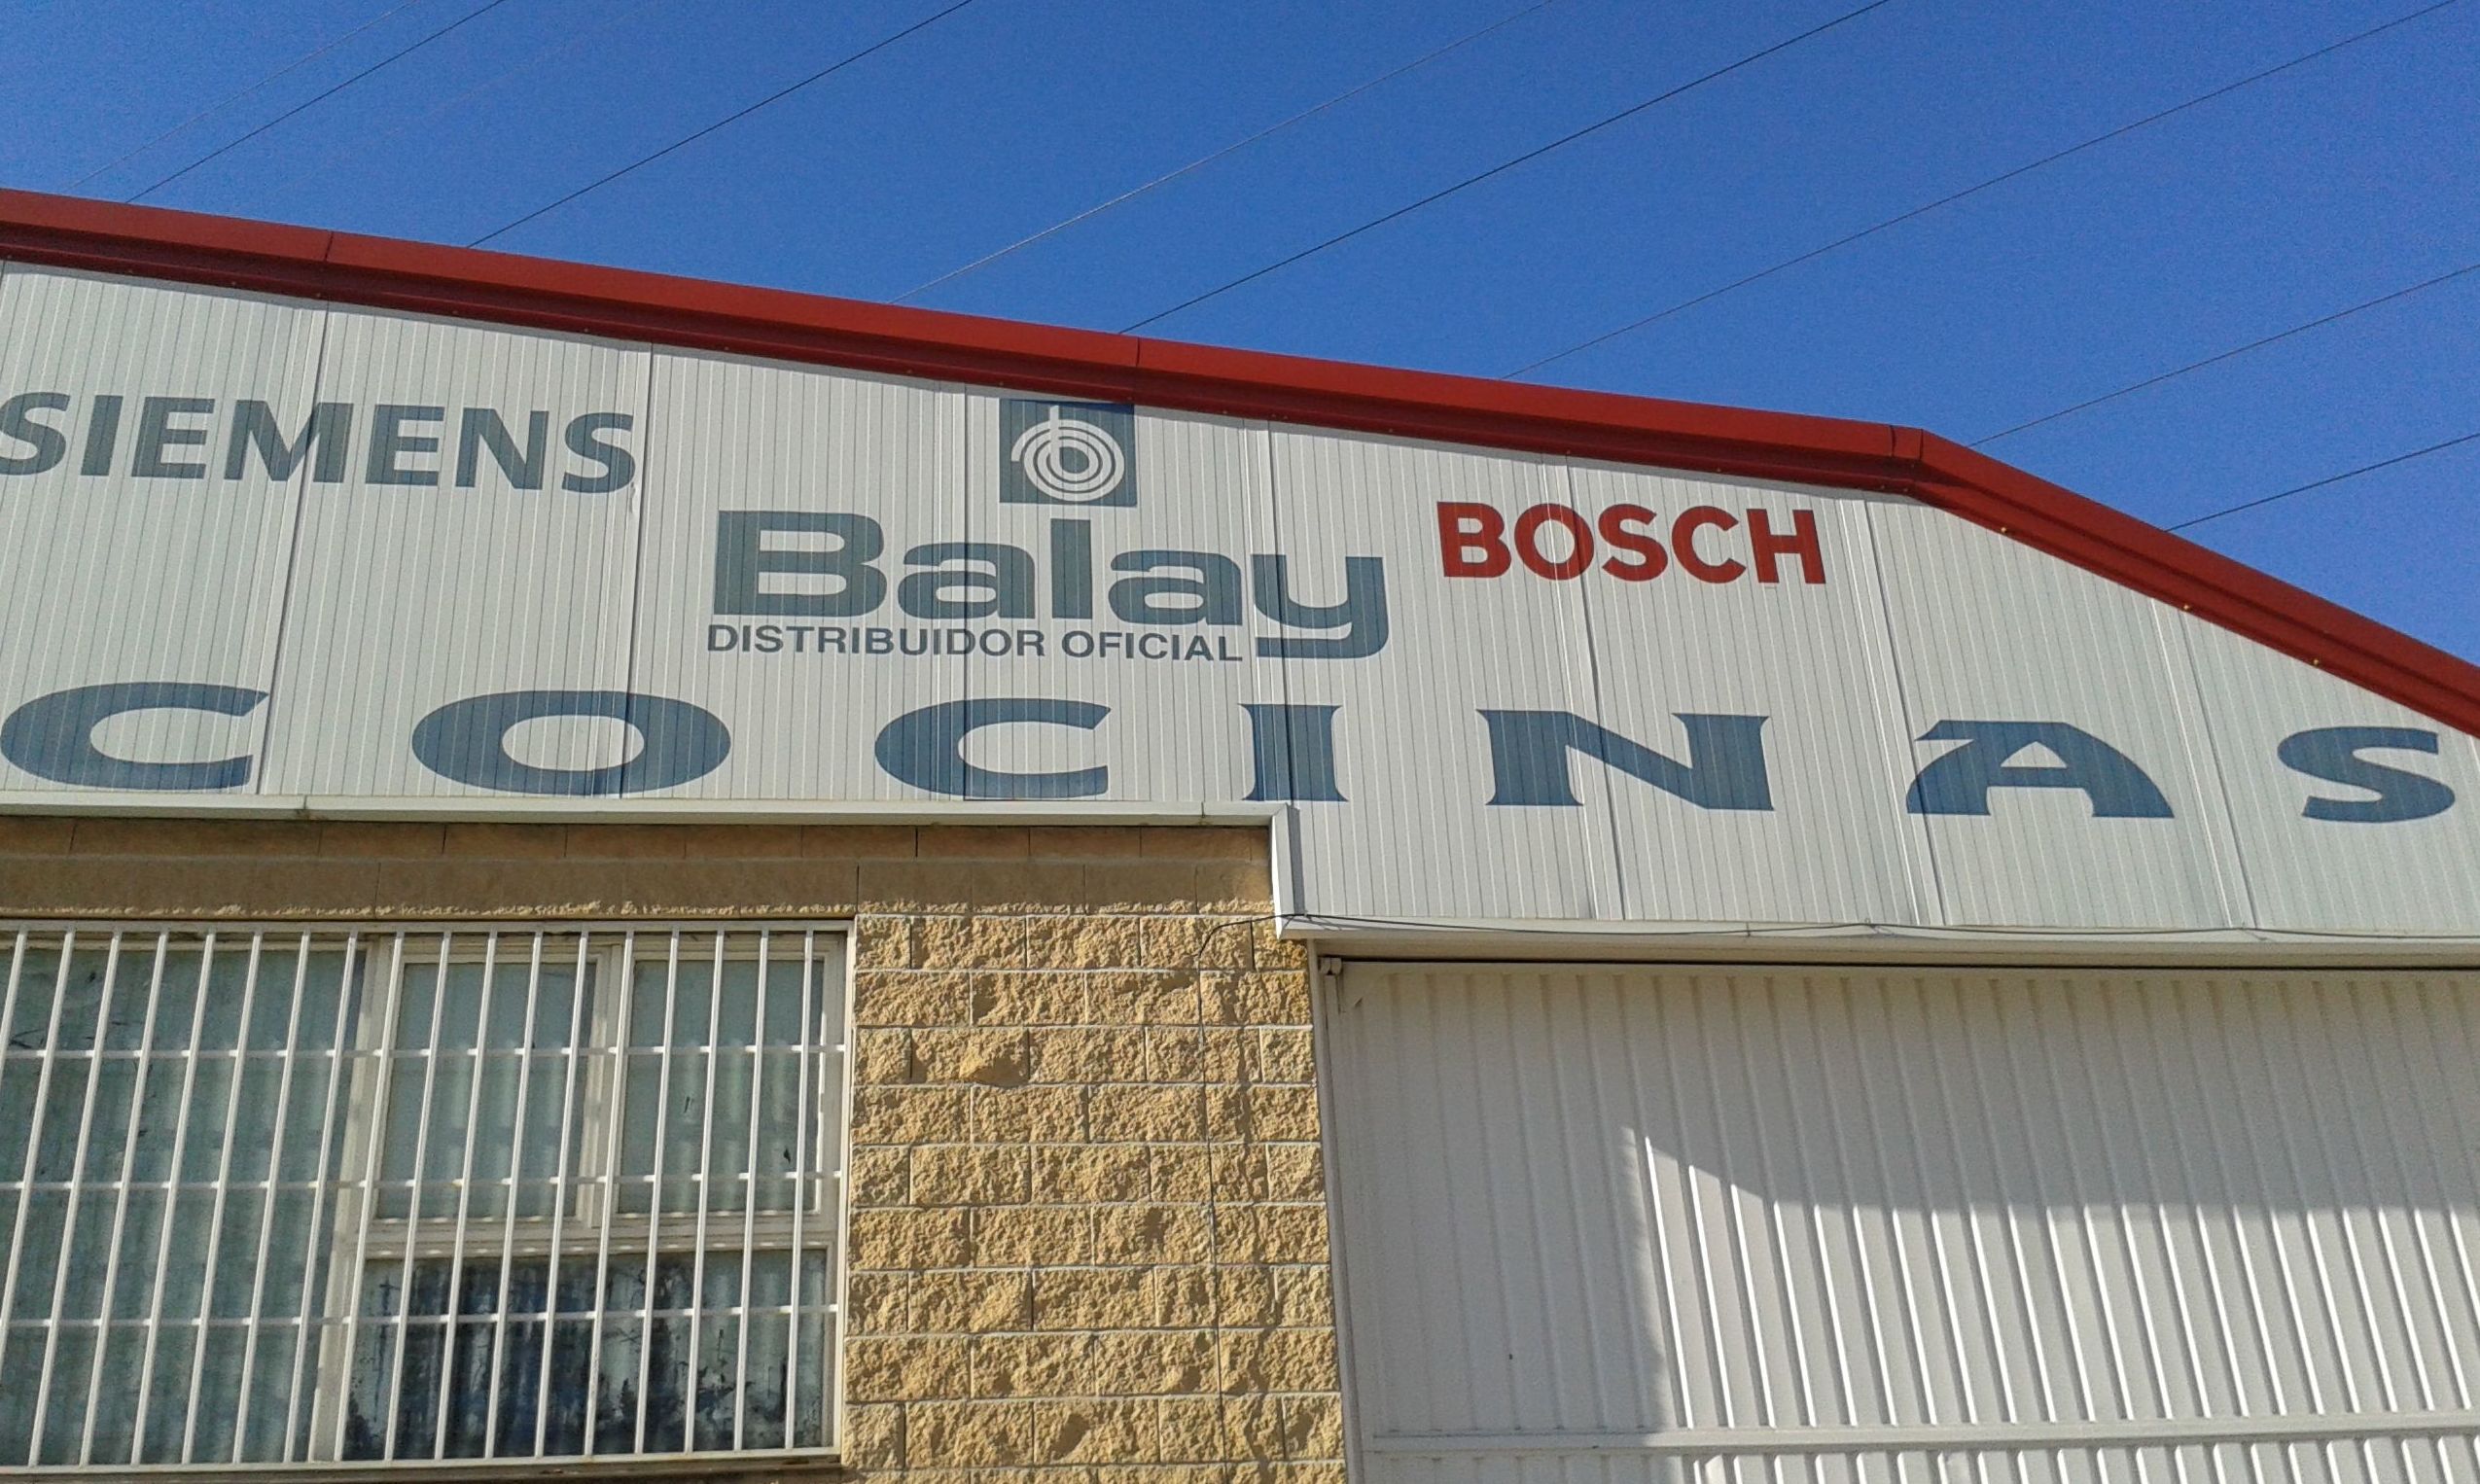 SIEMENS
b
Balay
BOSCH
DISTRIBUIDOR OFICIAL
COCINAS